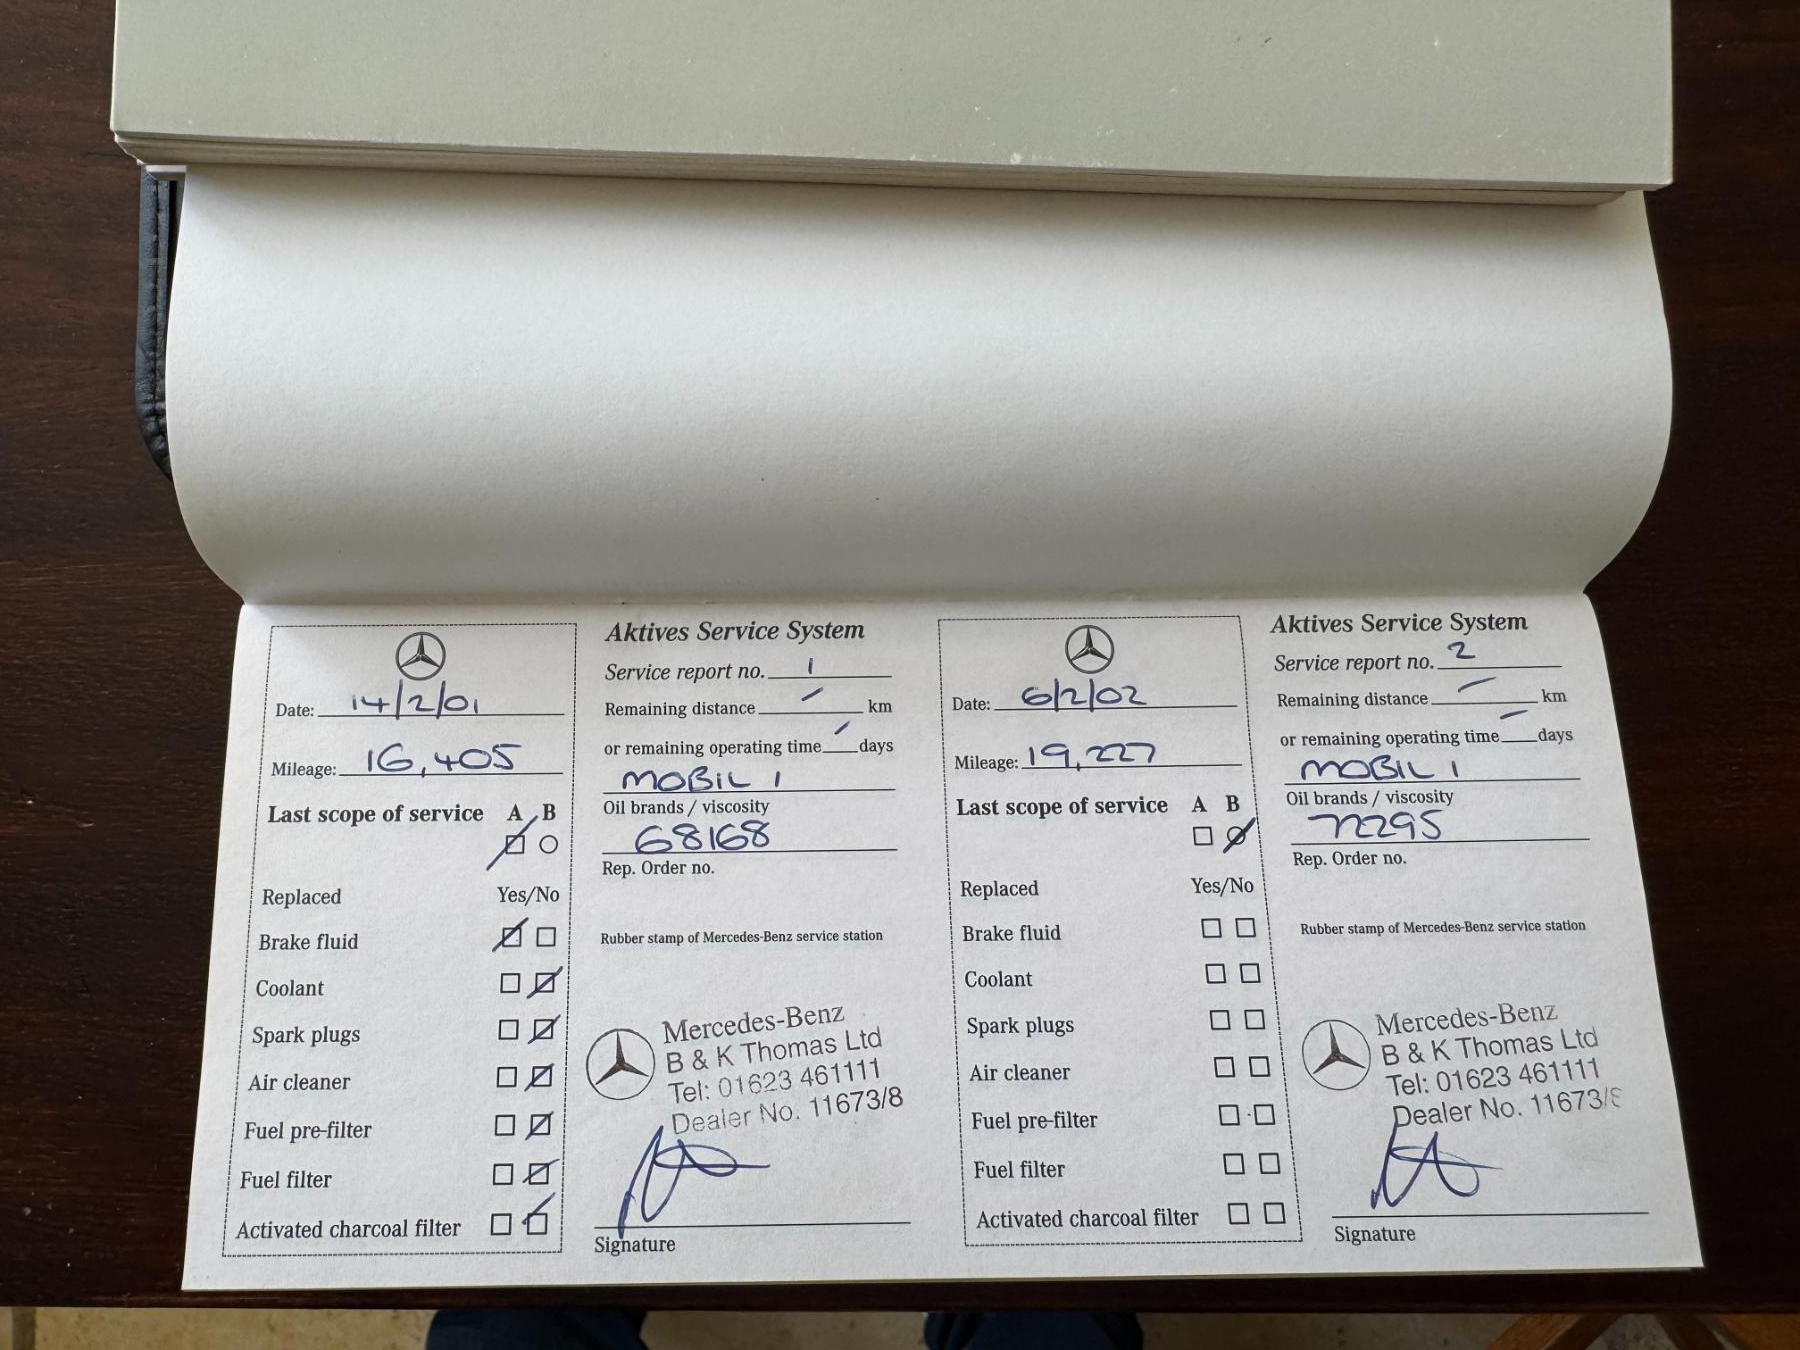 Date: 14/2/01
Mileage: 16,405
Last scope of service A B
Replaced Yes/No
Brake fluid
Coolant
Spark plugs
Air cleaner
Fuel pre-filter
Fuel filter
Activated charcoal filter
Aktives Service System
Service report no. 1
Remaining distance — km
or remaining operating time — days
MOBIL 1
Oil brands / viscosity
68168
Rep. Order no.
Rubber stamp of Mercedes-Benz service station
Mercedes-Benz
B & K Thomas Ltd
Tel: 01623 461111
Dealer No. 11673/8
Signature
Date: 6/2/02
Mileage: 19,227
Last scope of service A B
Replaced Yes/No
Brake fluid
Coolant
Spark plugs
Air cleaner
Fuel pre-filter
Fuel filter
Activated charcoal filter
Aktives Service System
Service report no. 2
Remaining distance — km
or remaining operating time — days
MOBIL 1
Oil brands / viscosity
72295
Rep. Order no.
Rubber stamp of Mercedes-Benz service station
Mercedes-Benz
B & K Thomas Ltd
Tel: 01623 461111
Dealer No. 11673/8
Signature